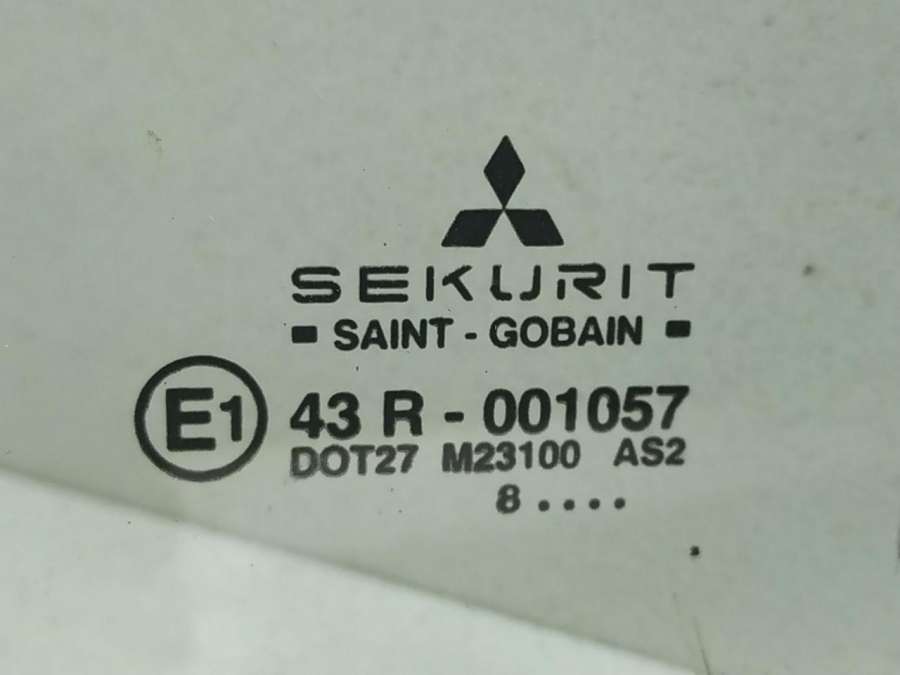 SEKURIT
SAINT - GOBAIN
E1 43 R - 001057
DOT27 M23100 AS2
8 . . . .